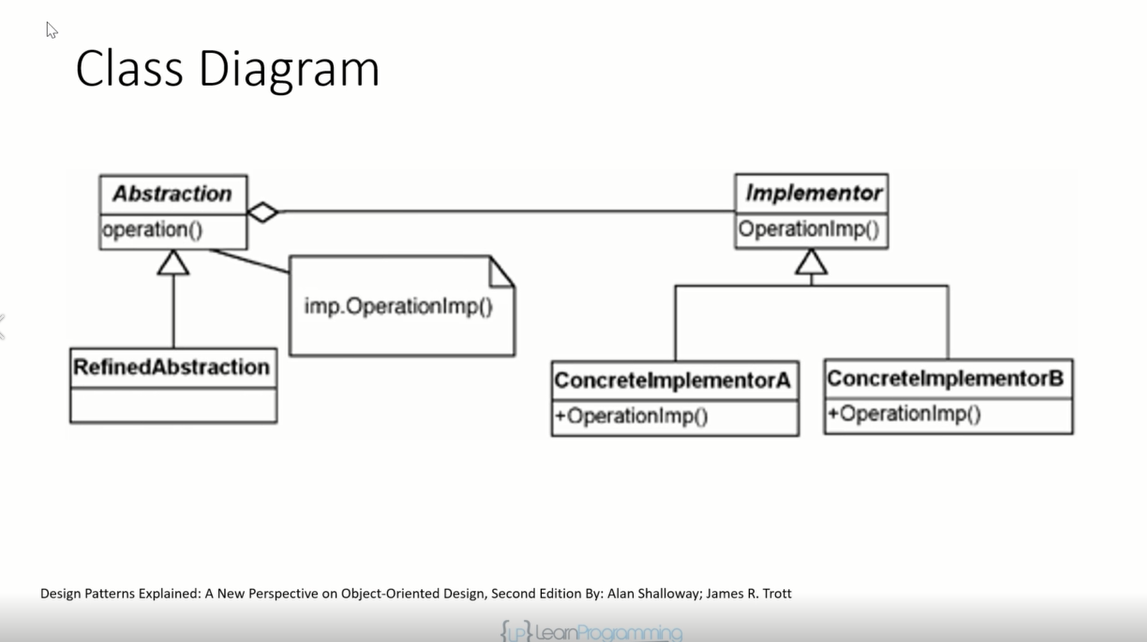 Class Diagram
Abstraction
operation()
Implementor
OperationImp()
imp.OperationImp()
RefinedAbstraction
ConcreteImplementorA
+OperationImp()
ConcreteImplementorB
+OperationImp()
Design Patterns Explained: A New Perspective on Object-Oriented Design, Second Edition By: Alan Shalloway; James R. Trott
{LP} LearnProgramming